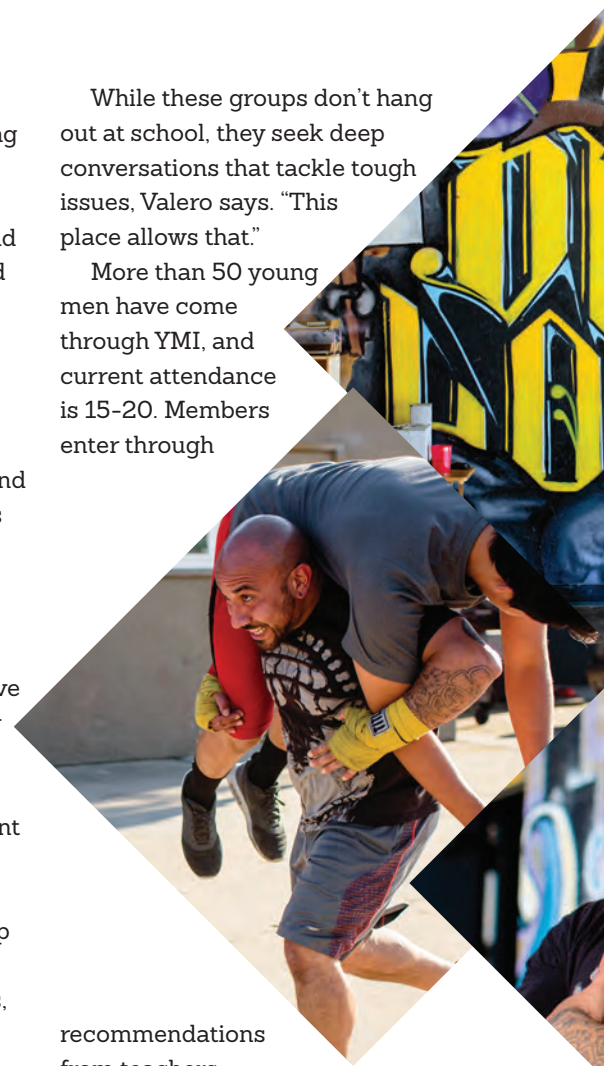 While these groups don’t hang
out at school, they seek deep
conversations that tackle tough
issues, Valero says. “This
place allows that.”
More than 50 young
men have come
through YMI, and
current attendance
is 15-20. Members
enter through
recommendations
from teachers